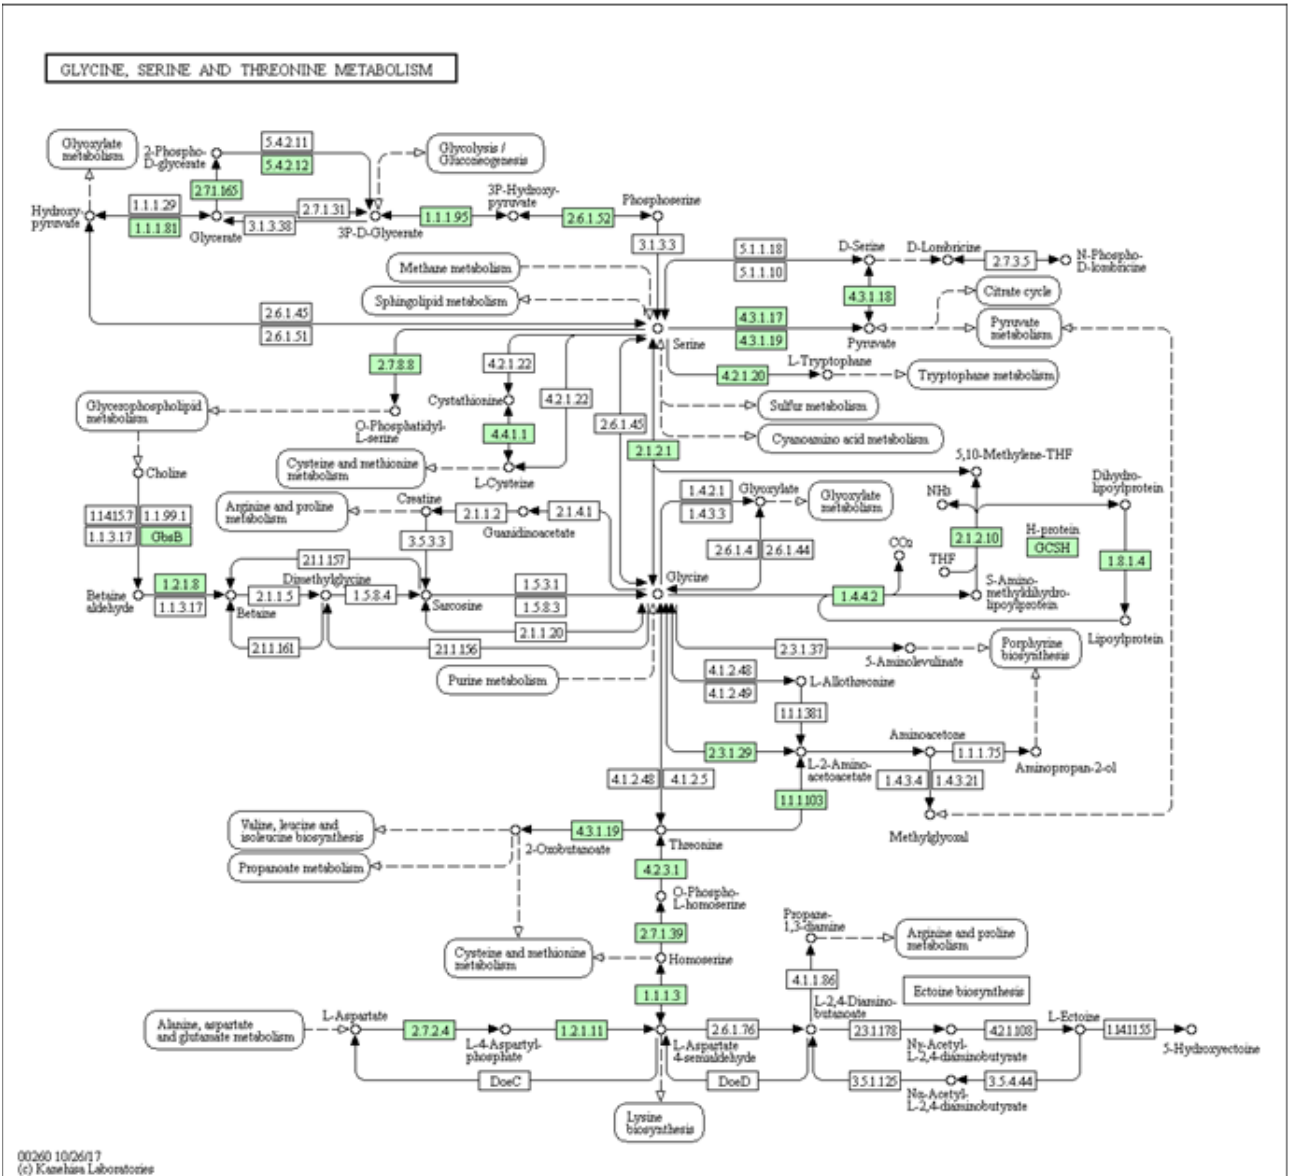 GLYCINE, SERINE AND THREONINE METABOLISM
Glyoxylate
metabolism
2-Phospho-
D-glycerate
5.4.2.11
5.4.2.12
Glycolysis /
Gluconeogenesis
2.7.1.165
Hydroxy-
pyruvate
1.1.1.29
1.1.1.81
Glycerate
2.7.1.31
3.1.3.38
3P-D-Glycerate
1.1.1.95
3P-Hydroxy-
pyruvate
2.6.1.52
Phosphoserine
3.1.3.3
Methane metabolism
Sphingolipid metabolism
5.1.1.18
5.1.1.10
D-Serine
D-Lombricine
2.7.3.5
N-Phospho-
D-lombricine
4.3.1.18
Citrate cycle
2.6.1.45
2.6.1.51
Serine
4.3.1.17
4.3.1.19
Pyruvate
Pyruvate
metabolism
2.7.8.8
4.2.1.22
4.2.1.22
L-Tryptophane
4.2.1.20
Tryptophane metabolism
Glycerophospholipid
metabolism
O-Phosphatidyl-
L-serine
Cystathionine
4.4.1.1
2.6.1.45
Sulfur metabolism
Cyanoamino acid metabolism
2.1.2.1
Choline
Cysteine and methionine
metabolism
L-Cysteine
5,10-Methylene-THF
Dihydro-
lipoylprotein
1.14.15.7
1.1.99.1
1.1.3.17
GbsB
Arginine and proline
metabolism
Creatine
2.1.1.2
Guanidinoacetate
2.1.4.1
1.4.2.1
1.4.3.3
Glyoxylate
Glyoxylate
metabolism
NH3
2.1.2.10
H-protein
GCSH
1.8.1.4
3.5.3.3
2.6.1.4
2.6.1.44
CO2
THF
2.1.1.157
Betaine
aldehyde
1.2.1.8
1.1.3.17
Betaine
2.1.1.5
Dimethylglycine
1.5.8.4
Sarcosine
1.5.3.1
1.5.8.3
Glycine
1.4.4.2
S-Amino-
methyldihydro-
lipoylprotein
Lipoylprotein
2.1.1.20
2.1.1.161
2.1.1.156
Purine metabolism
2.3.1.37
5-Aminolevulinate
Porphyrine
biosynthesis
4.1.2.48
4.1.2.49
L-Allothreonine
1.1.1.381
2.3.1.29
L-2-Amino-
acetoacetate
Aminoacetone
1.1.1.75
Aminopropan-2-ol
4.1.2.48
4.1.2.5
1.1.1.103
1.4.3.4
1.4.3.21
Methylglyoxal
Valine, leucine and
isoleucine biosynthesis
2-Oxobutanoate
4.3.1.19
Threonine
Propanoate metabolism
4.2.3.1
O-Phospho-
L-homoserine
2.7.1.39
Propane-
1,3-diamine
Arginine and proline
metabolism
Cysteine and methionine
metabolism
Homoserine
4.1.1.86
Ectoine biosynthesis
1.1.1.3
Alanine, aspartate
and glutamate metabolism
L-Aspartate
2.7.2.4
L-4-Aspartyl-
phosphate
1.2.1.11
L-Aspartate
4-semialdehyde
2.6.1.76
L-2,4-Diamino-
butanoate
2.3.1.178
Nγ-Acetyl-
L-2,4-diaminobutyrate
4.2.1.108
L-Ectoine
1.14.11.55
5-Hydroxyectoine
DoeC
DoeD
3.5.1.125
Nα-Acetyl-
L-2,4-diaminobutyrate
3.5.4.44
Lysine
biosynthesis
00260 10/26/17
(c) Kanehisa Laboratories